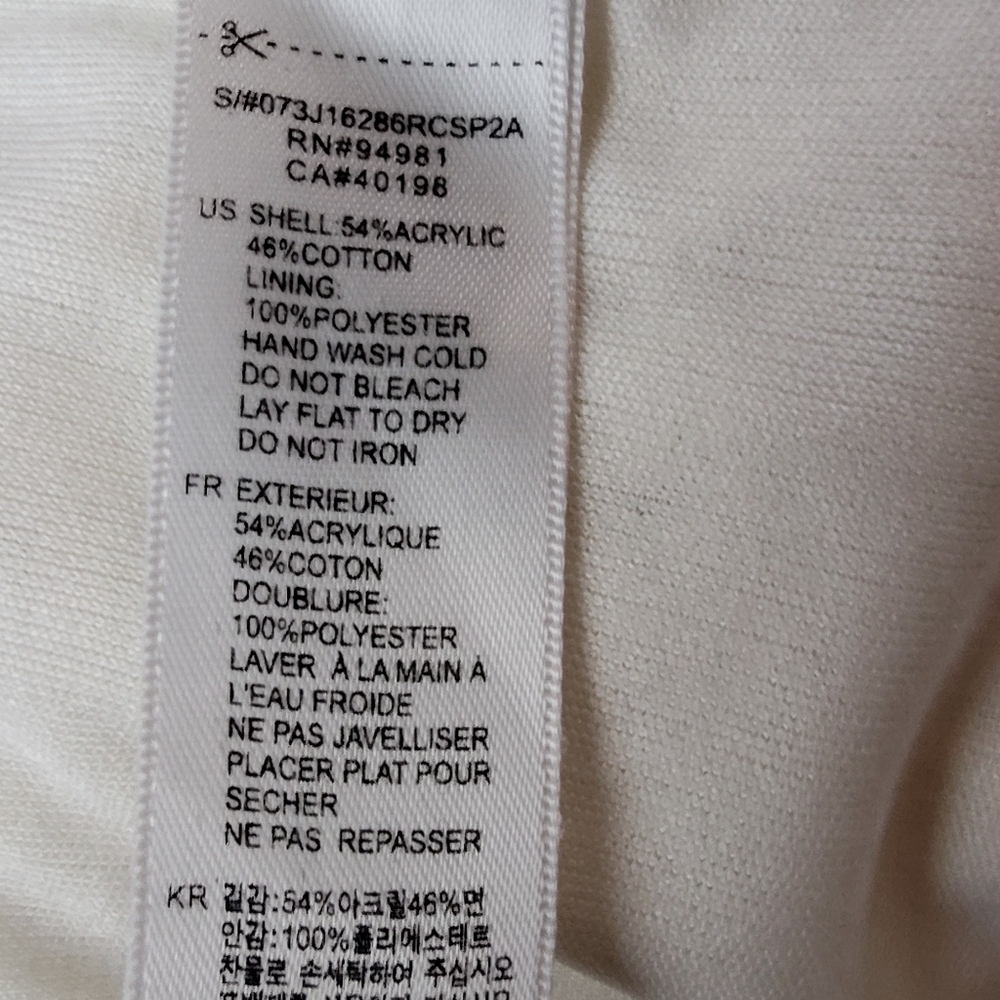 S/#073J16286RCSP2A
RN#94981
CA#40198
US SHELL:54%ACRYLIC
46%COTTON
LINING:
100%POLYESTER
HAND WASH COLD
DO NOT BLEACH
LAY FLAT TO DRY
DO NOT IRON
FR EXTERIEUR:
54%ACRYLIQUE
46%COTON
DOUBLURE:
100%POLYESTER
LAVER À LA MAIN À
L'EAU FROIDE
NE PAS JAVELLISER
PLACER PLAT POUR
SECHER
NE PAS REPASSER
KR 겉감:54%아크릴46%면
안감:100%폴리에스테르
찬물로 손세탁하여 주십시오